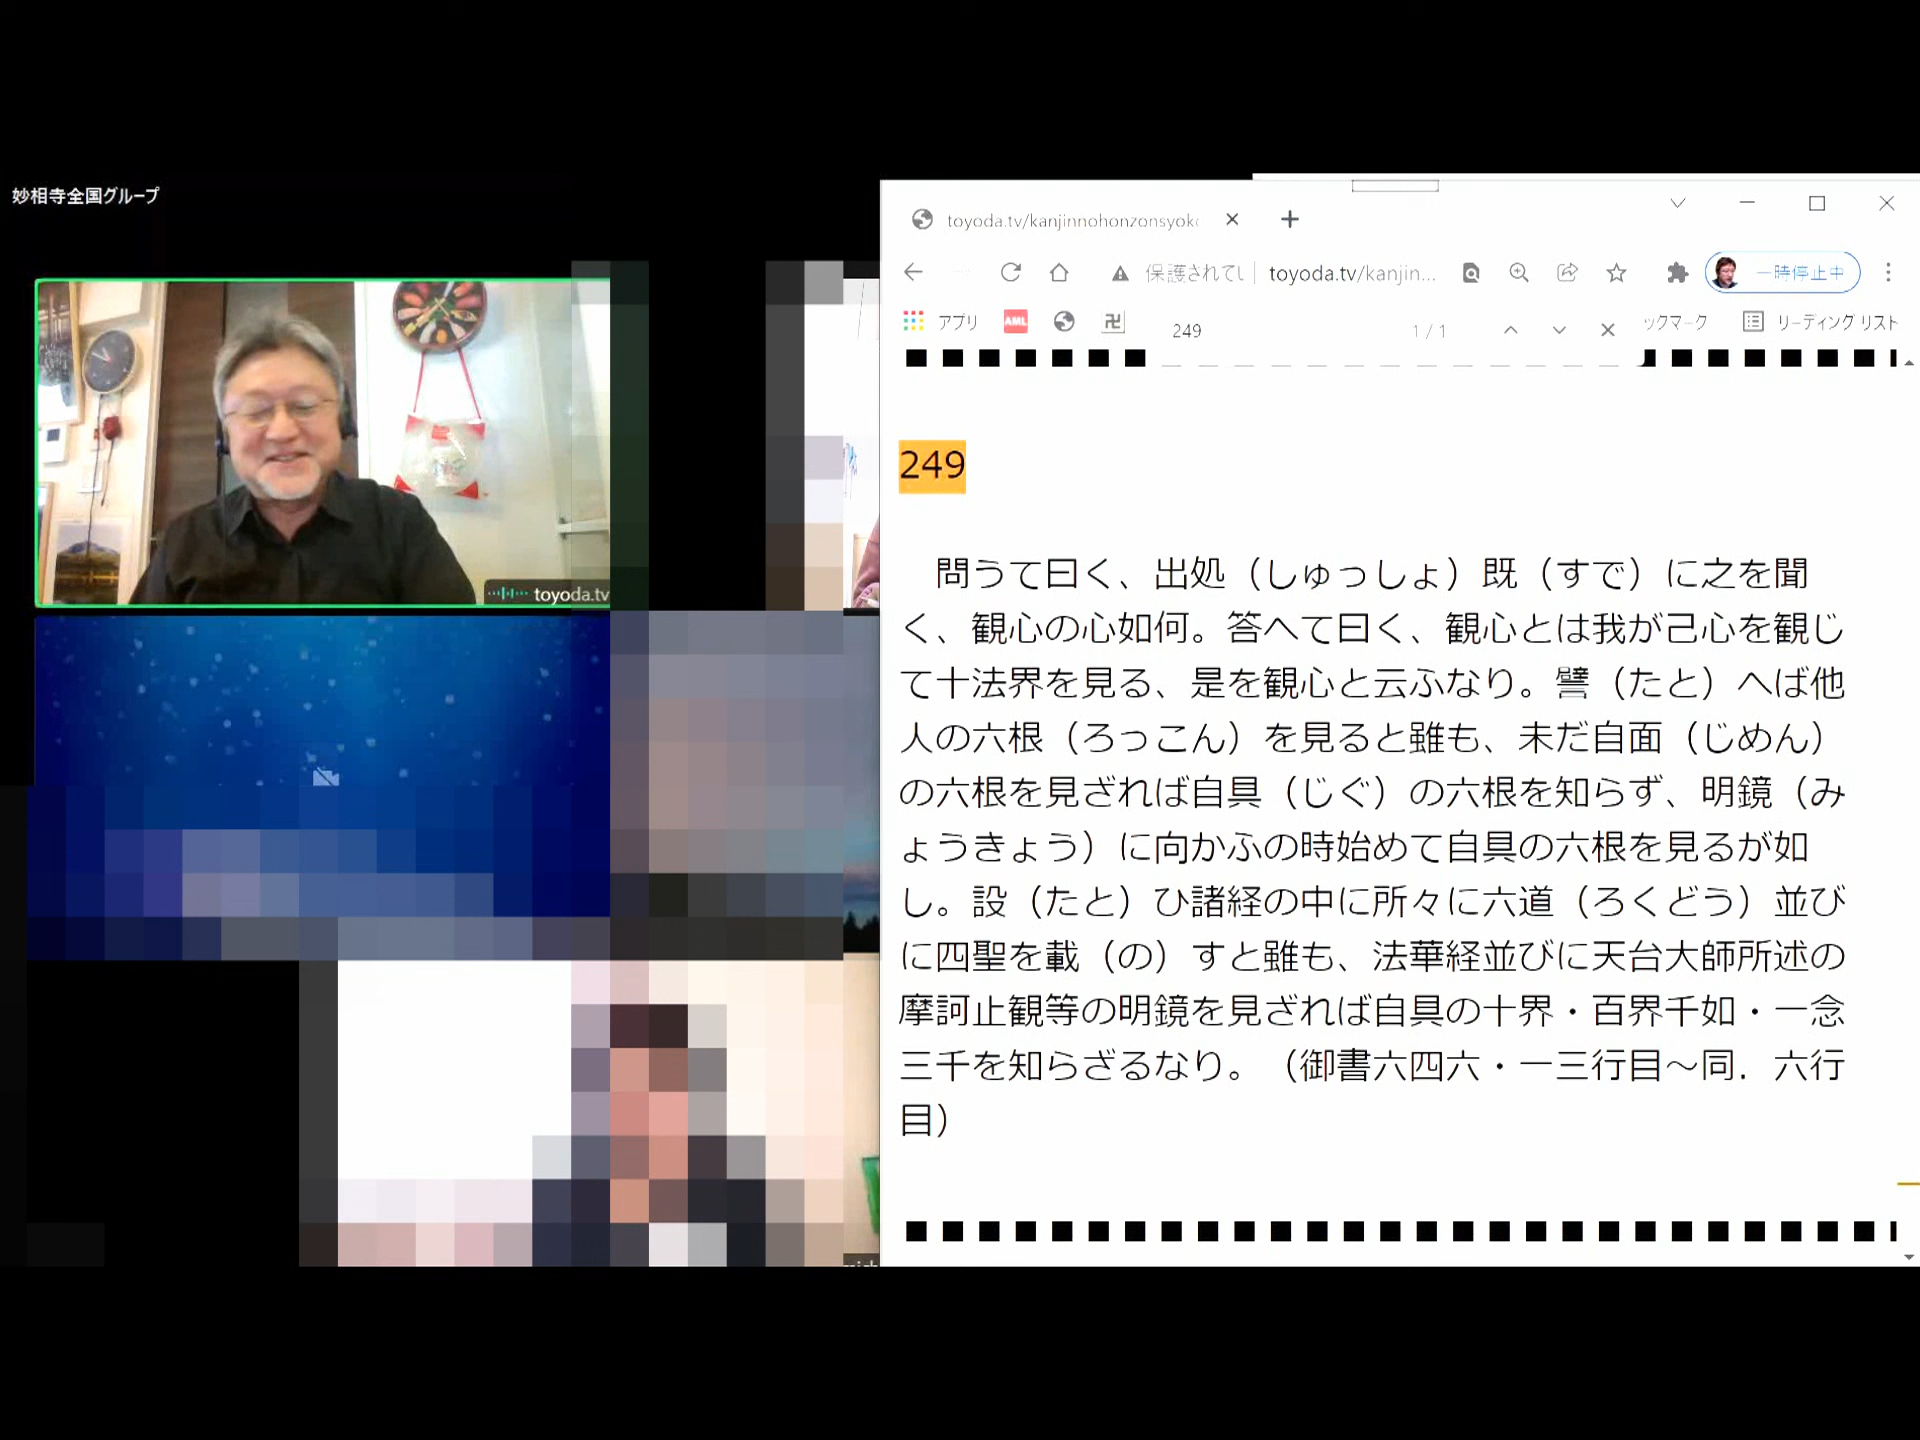 妙相寺全国グループ
toyoda.tv
toyoda.tv/kanjinnohonzonsyok
保護されてい
toyoda.tv/kanjin...
一時停止中
アプリ
AML
卍
249
1/1
ックマーク
リーディング リスト
249
問うて曰く、出処（しゅっしょ）既（すで）に之を聞
く、観心の心如何。答へて曰く、観心とは我が己心を観じ
て十法界を見る、是を観心と云ふなり。譬（たと）へば他
人の六根（ろっこん）を見ると雖も、未だ自面（じめん）
の六根を見ざれば自具（じぐ）の六根を知らず、明鏡（み
ょうきょう）に向かふの時始めて自具の六根を見るが如
し。設（たと）ひ諸経の中に所々に六道（ろくどう）並び
に四聖を載（の）すと雖も、法華経並びに天台大師所述の
摩訶止観等の明鏡を見ざれば自具の十界・百界千如・一念
三千を知らざるなり。（御書六四六・一三行目～同．六行
目）